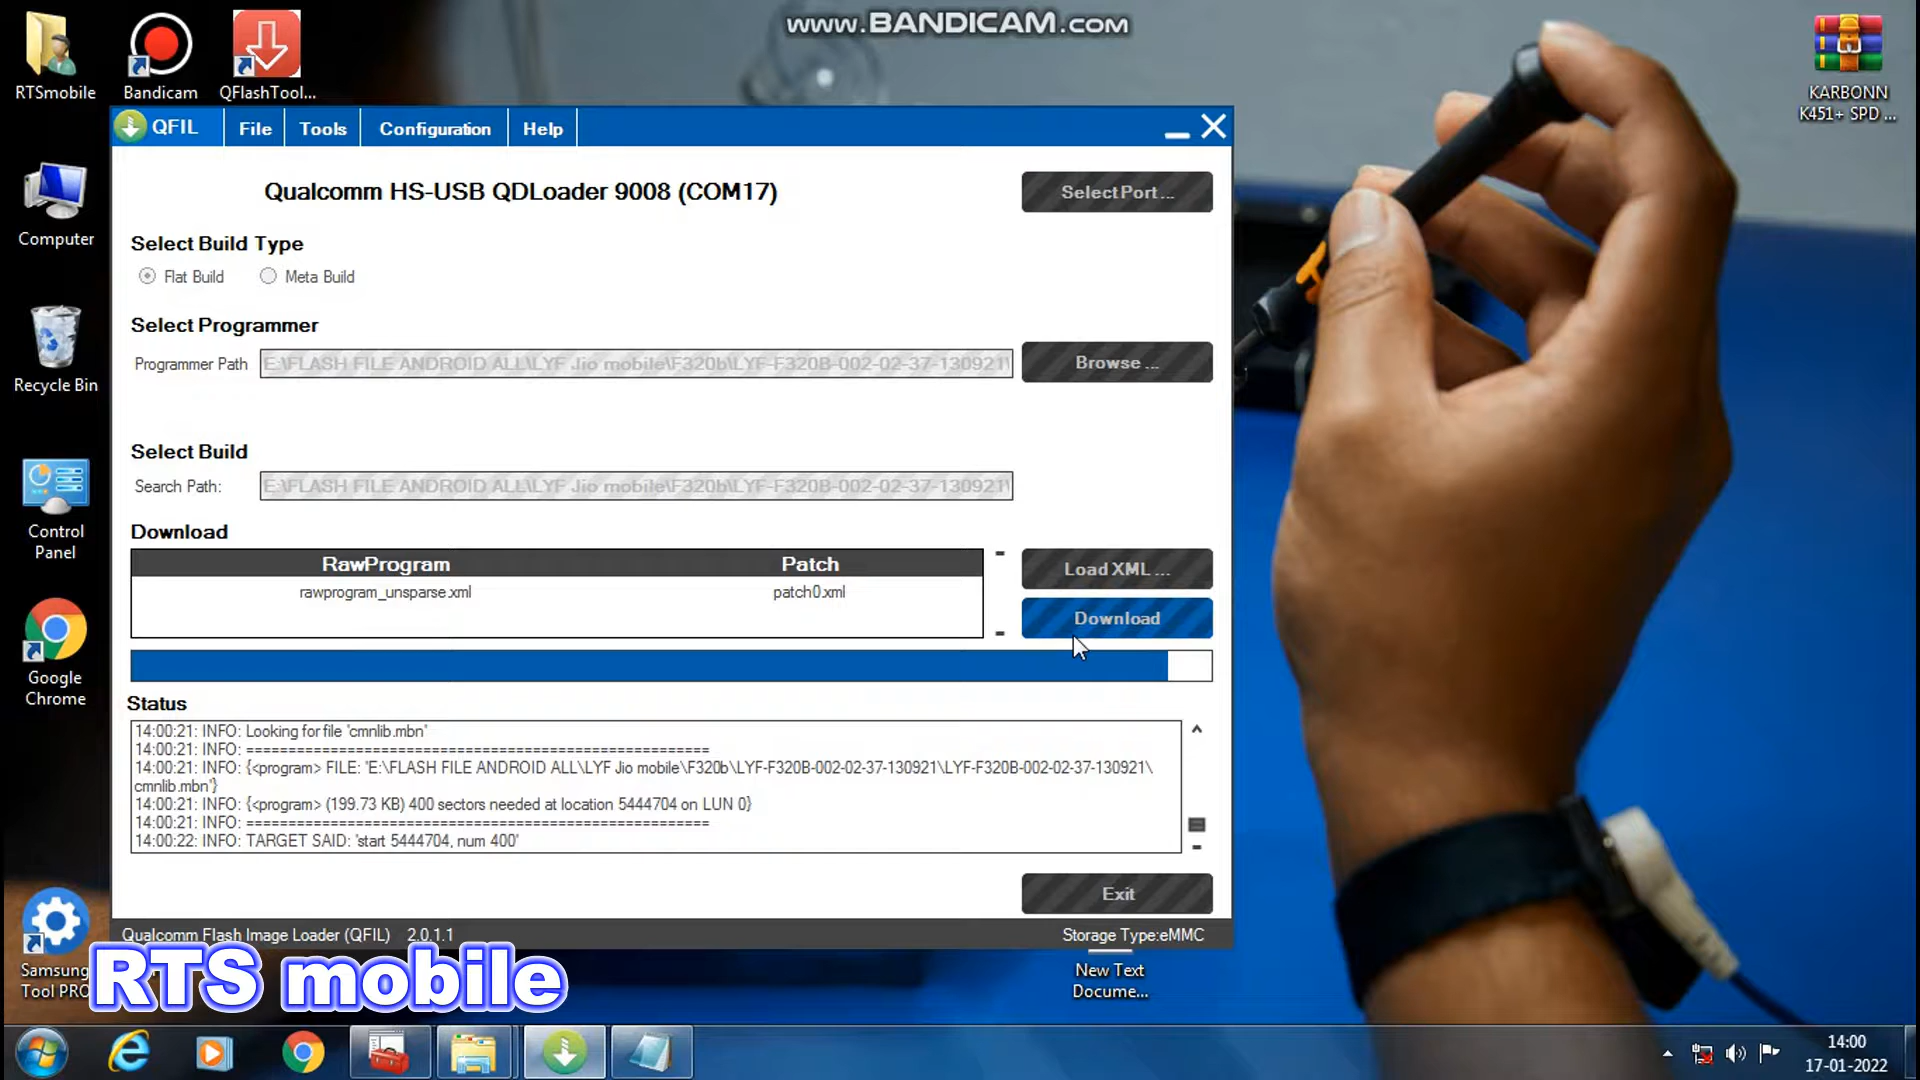 www.BANDICAM.com
RTSmobile
Bandicam
QFlashTool...
KARBONN
K451+ SPD ...
QFIL
File
Tools
Configuration
Help
Qualcomm HS-USB QDLoader 9008 (COM17)
Select Port ...
Computer
Select Build Type
Flat Build
Meta Build
Select Programmer
Programmer Path
E:\FLASH FILE ANDROID ALL\LYF Jio mobile\F320b\LYF-F320B-002-02-37-130921\
Browse ...
Recycle Bin
Select Build
Search Path:
E:\FLASH FILE ANDROID ALL\LYF Jio mobile\F320b\LYF-F320B-002-02-37-130921\
Control
Panel
Download
RawProgram
Patch
rawprogram_unsparse.xml
patch0.xml
Load XML ...
Download
Google
Chrome
Status
14:00:21: INFO: Looking for file 'cmnlib.mbn'
14:00:21: INFO: =======================================================
14:00:21: INFO: {<program> FILE: 'E:\FLASH FILE ANDROID ALL\LYF Jio mobile\F320b\LYF-F320B-002-02-37-130921\LYF-F320B-002-02-37-130921\
cmnlib.mbn'}
14:00:21: INFO: {<program> (199.73 KB) 400 sectors needed at location 5444704 on LUN 0}
14:00:21: INFO: =======================================================
14:00:22: INFO: TARGET SAID: 'start 5444704, num 400'
Exit
Qualcomm Flash Image Loader (QFIL)
2.0.1.1
Storage Type:eMMC
Samsung
Tool PRO
RTS mobile
New Text
Docume...
14:00
17-01-2022